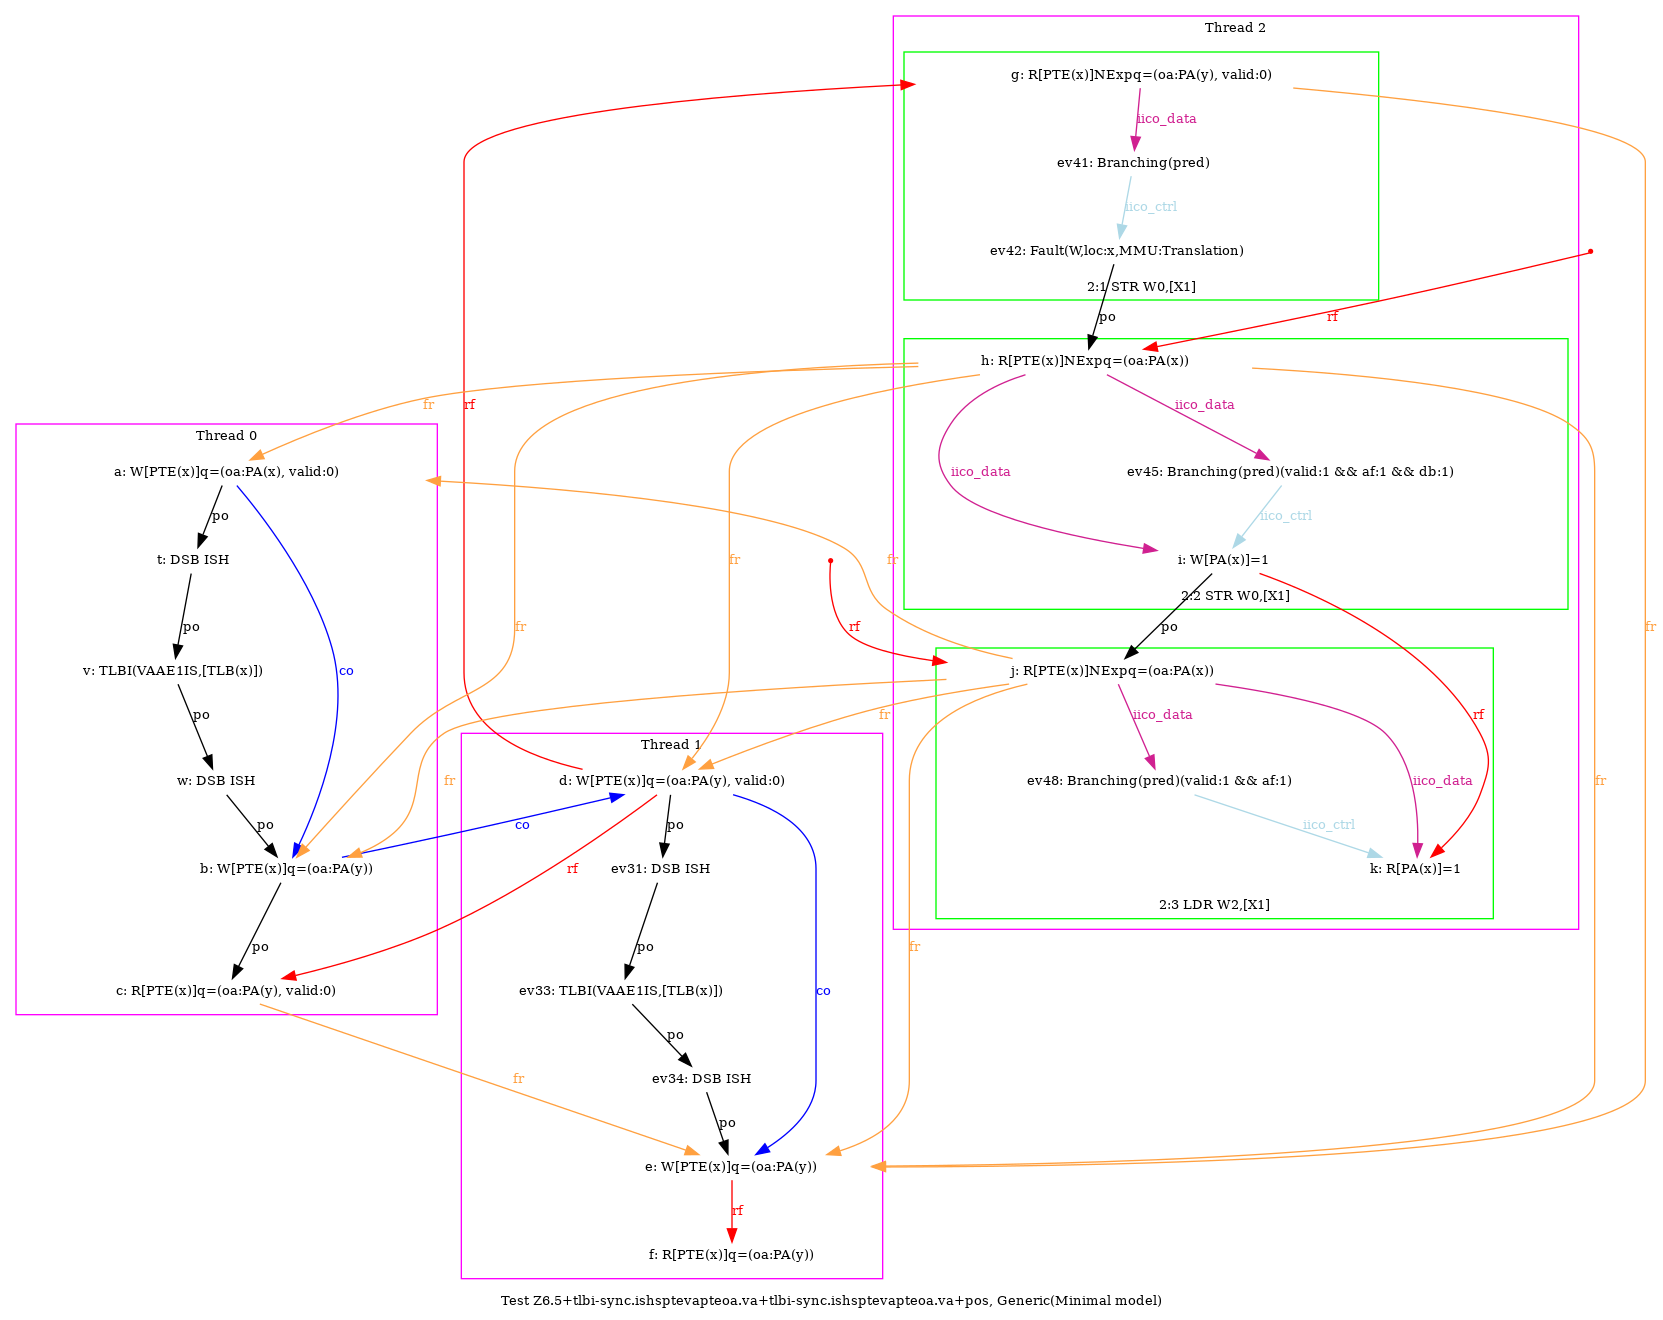 Thread 2
g: R[PTE(x)]NExpq=(oa:PA(y), valid:0)
iico_data
ev41: Branching(pred)
iico_ctrl
ev42: Fault(W,loc:x,MMU:Translation)
2:1 STR W0,[X1]
po
rf
h: R[PTE(x)]NExpq=(oa:PA(x))
fr
rf
iico_data
Thread 0
a: W[PTE(x)]q=(oa:PA(x), valid:0)
iico_data
ev45: Branching(pred)(valid:1 && af:1 && db:1)
po
iico_ctrl
t: DSB ISH
fr
fr
i: W[PA(x)]=1
2:2 STR W0,[X1]
po
fr
rf
po
fr
v: TLBI(VAAE1IS,[TLB(x)])
co
j: R[PTE(x)]NExpq=(oa:PA(x))
po
fr
iico_data
rf
Thread 1
w: DSB ISH
fr
d: W[PTE(x)]q=(oa:PA(y), valid:0)
ev48: Branching(pred)(valid:1 && af:1)
iico_data
fr
po
co
po
iico_ctrl
b: W[PTE(x)]q=(oa:PA(y))
rf
ev31: DSB ISH
k: R[PA(x)]=1
2:3 LDR W2,[X1]
po
po
fr
c: R[PTE(x)]q=(oa:PA(y), valid:0)
ev33: TLBI(VAAE1IS,[TLB(x)])
co
po
fr
ev34: DSB ISH
po
e: W[PTE(x)]q=(oa:PA(y))
rf
f: R[PTE(x)]q=(oa:PA(y))
Test Z6.5+tlbi-sync.ishsptevapteoa.va+tlbi-sync.ishsptevapteoa.va+pos, Generic(Minimal model)